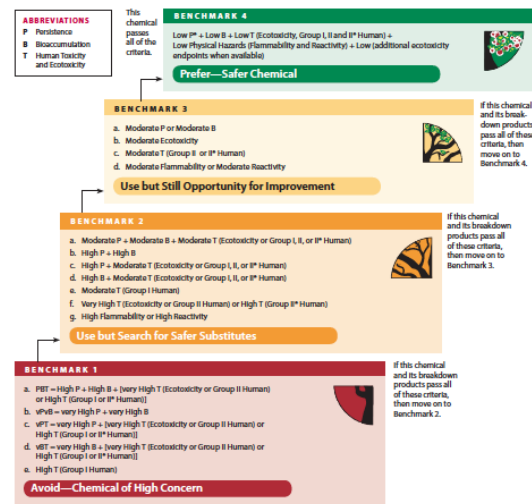 ABBREVIATIONS
P Persistence
B Bioaccumulation
T Human Toxicity
and Ecotoxicity
This
chemical
passes
all of the
criteria.
BENCHMARK 4
Low P* + Low B + Low T (Ecotoxicity, Group I, II and II* Human) +
Low Physical Hazards (Flammability and Reactivity) + Low (additional ecotoxicity
endpoints when available)
Prefer—Safer Chemical
BENCHMARK 3
a. Moderate P or Moderate B
b. Moderate Ecotoxicity
c. Moderate T (Group II or II* Human)
d. Moderate Flammability or Moderate Reactivity
Use but Still Opportunity for Improvement
If this chemical
and its break-
down products
pass all of these
criteria, then
move on to
Benchmark 4.
BENCHMARK 2
a. Moderate P + Moderate B + Moderate T (Ecotoxicity or Group I, II, or II* Human)
b. High P + High B
c. High P + Moderate T (Ecotoxicity or Group I, II, or II* Human)
d. High B + Moderate T (Ecotoxicity or Group I, II, or II* Human)
e. Moderate T (Group I Human)
f. Very High T (Ecotoxicity or Group II Human) or High T (Group II* Human)
g. High Flammability or High Reactivity
Use but Search for Safer Substitutes
If this chemical
and its breakdown
products pass all
of these criteria,
then move on to
Benchmark 3.
BENCHMARK 1
a. PBT = High P + High B + [very High T (Ecotoxicity or Group II Human)
or High T (Group I or II* Human)]
b. vPvB = very High P + very High B
c. vPT = very High P + [very High T (Ecotoxicity or Group II Human) or
High T (Group I or II* Human)]
d. vBT = very High B + [very High T (Ecotoxicity or Group II Human) or
High T (Group I or II* Human)]
e. High T (Group I Human)
Avoid—Chemical of High Concern
If this chemical
and its breakdown
products pass all
of these criteria,
then move on to
Benchmark 2.